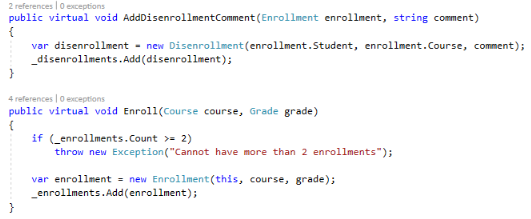 2 references | 0 exceptions
public virtual void AddDisenrollmentComment(Enrollment enrollment, string comment)
{
var disenrollment = new Disenrollment(enrollment.Student, enrollment.Course, comment);
_disenrollments.Add(disenrollment);
}
4 references | 0 exceptions
public virtual void Enroll(Course course, Grade grade)
{
if (_enrollments.Count >= 2)
throw new Exception("Cannot have more than 2 enrollments");
var enrollment = new Enrollment(this, course, grade);
_enrollments.Add(enrollment);
}